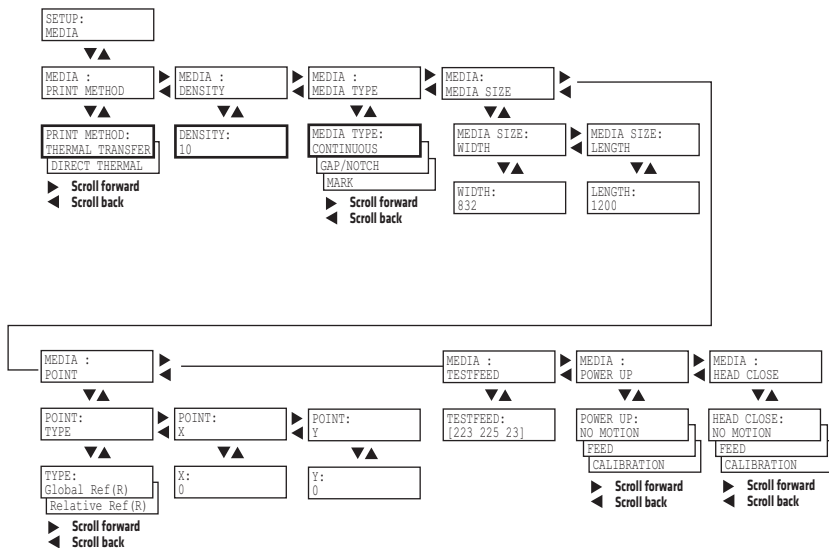 SETUP:
MEDIA
MEDIA :
PRINT METHOD
MEDIA :
DENSITY
MEDIA :
MEDIA TYPE
MEDIA:
MEDIA SIZE
PRINT METHOD:
THERMAL TRANSFER
DIRECT THERMAL
Scroll forward
Scroll back
DENSITY:
10
MEDIA TYPE:
CONTINUOUS
GAP/NOTCH
MARK
Scroll forward
Scroll back
MEDIA SIZE:
WIDTH
MEDIA SIZE:
LENGTH
WIDTH:
832
LENGTH:
1200
MEDIA :
POINT
MEDIA :
TESTFEED
MEDIA :
POWER UP
MEDIA :
HEAD CLOSE
POINT:
TYPE
POINT:
X
POINT:
Y
TYPE:
Global Ref(R)
Relative Ref(R)
Scroll forward
Scroll back
X:
0
Y:
0
TESTFEED:
[223 225 23]
POWER UP:
NO MOTION
FEED
CALIBRATION
Scroll forward
Scroll back
HEAD CLOSE:
NO MOTION
FEED
CALIBRATION
Scroll forward
Scroll back